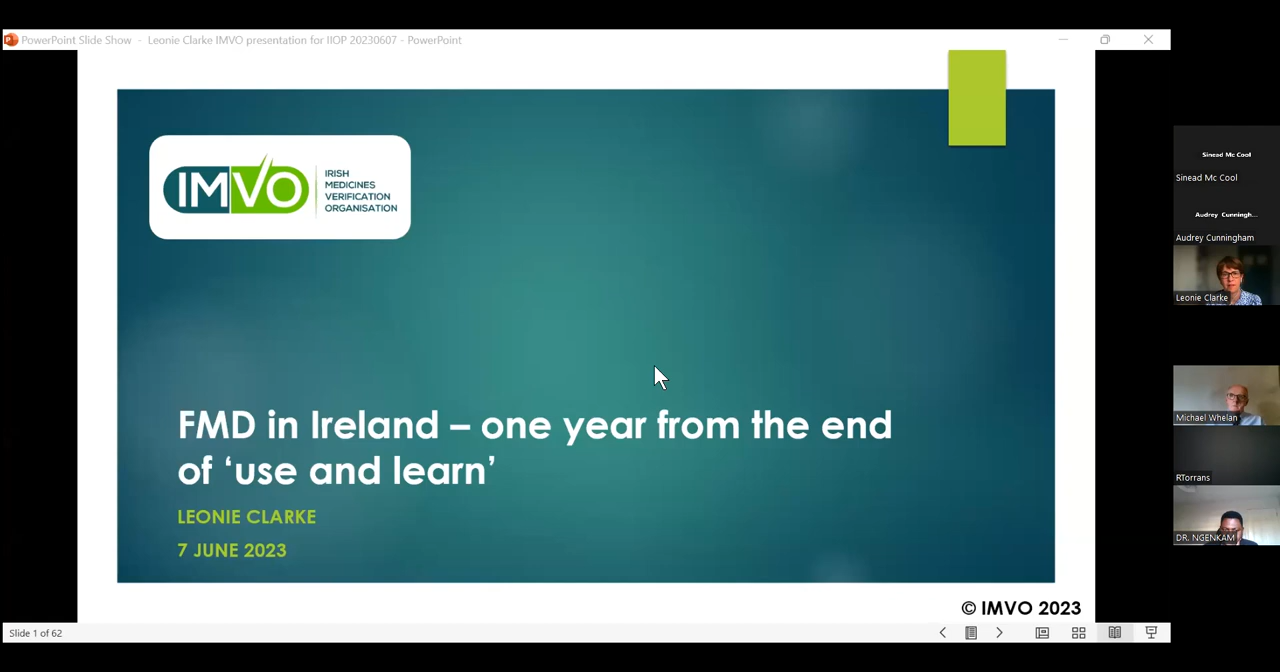 PowerPoint Slide Show - Leonie Clarke IMVO presentation for IIOP 20230607 - PowerPoint
IMVO
IRISH
MEDICINES
VERIFICATION
ORGANISATION
FMD in Ireland – one year from the end
of ‘use and learn’
LEONIE CLARKE
7 JUNE 2023
© IMVO 2023
Slide 1 of 62
Sinead Mc Cool
Sinead Mc Cool
Audrey Cunningh...
Audrey Cunningham
Leonie Clarke
Michael Whelan
RTorrans
DR. NGENKAM